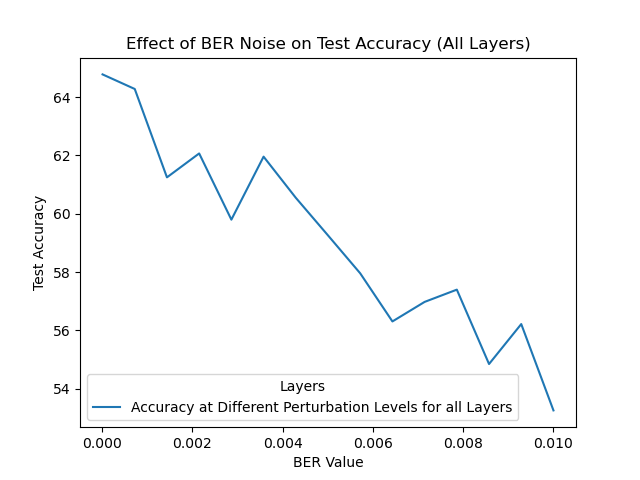 Effect of BER Noise on Test Accuracy (All Layers)
Test Accuracy
64
62
60
58
56
54
Layers
Accuracy at Different Perturbation Levels for all Layers
0.000 0.002 0.004 0.006 0.008 0.010
BER Value